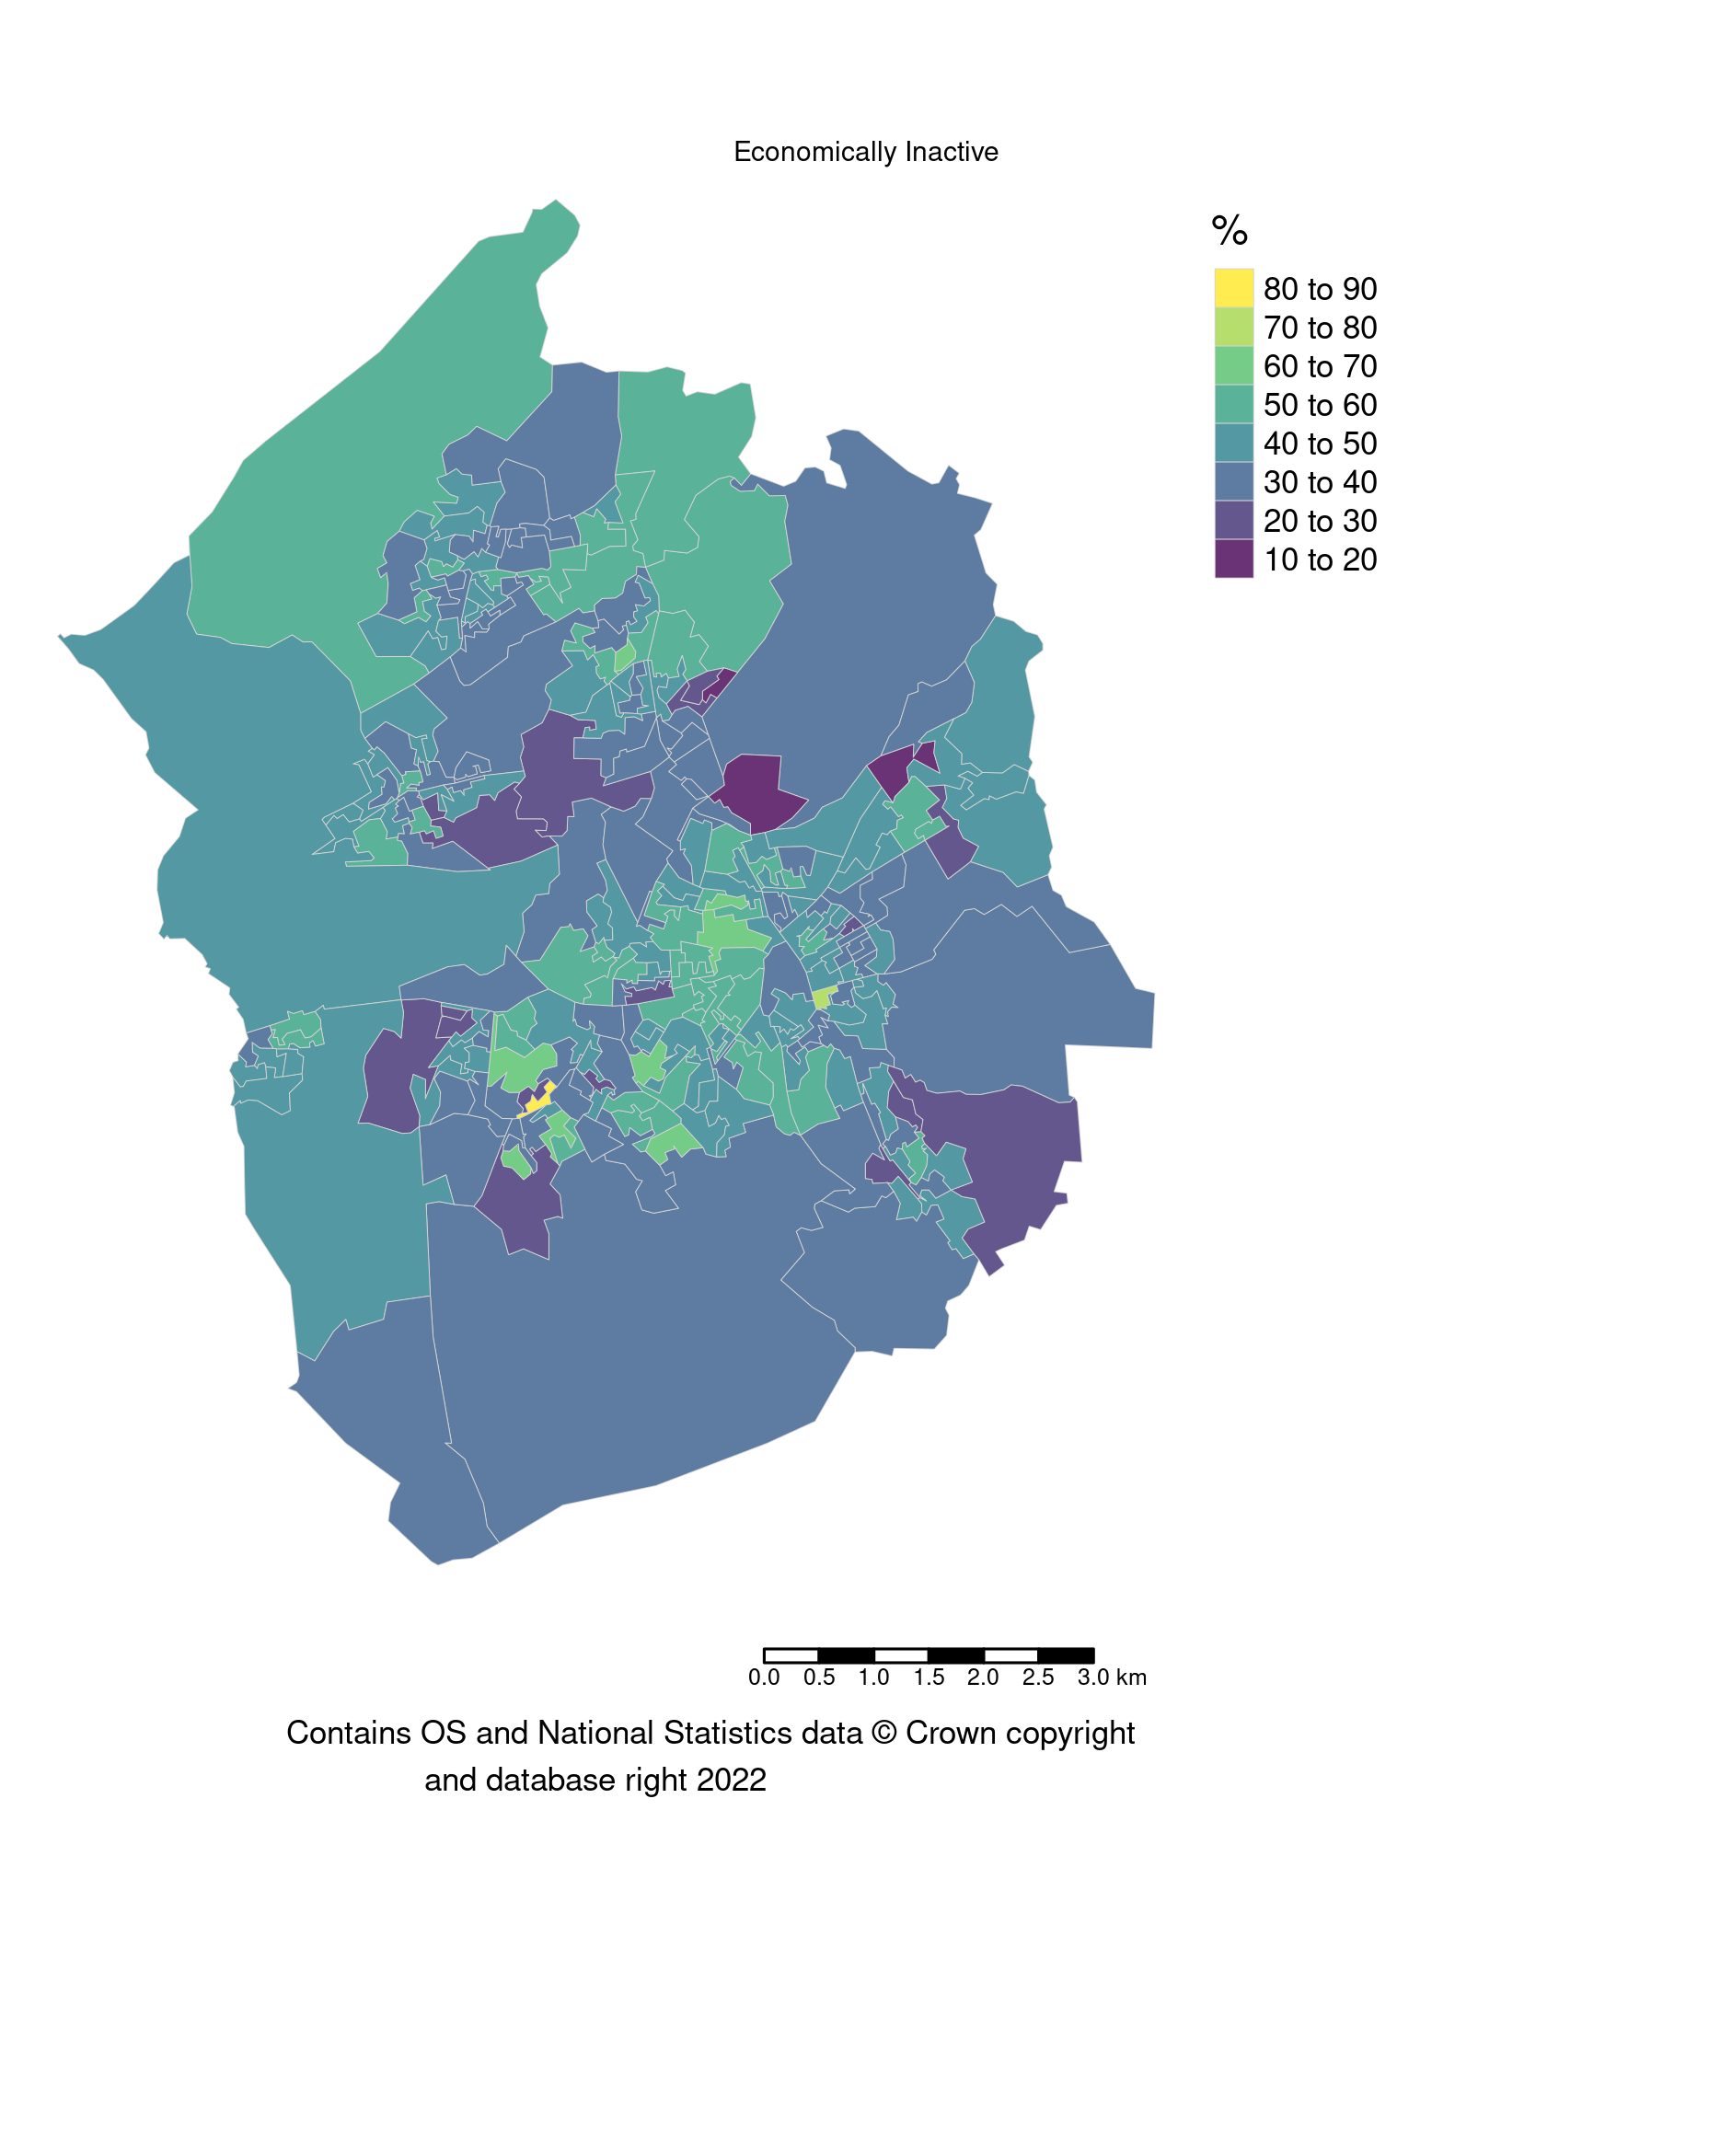 Economically Inactive
%
80 to 90
70 to 80
60 to 70
50 to 60
40 to 50
30 to 40
20 to 30
10 to 20
0.0 0.5 1.0 1.5 2.0 2.5 3.0 km
Contains OS and National Statistics data © Crown copyright
and database right 2022